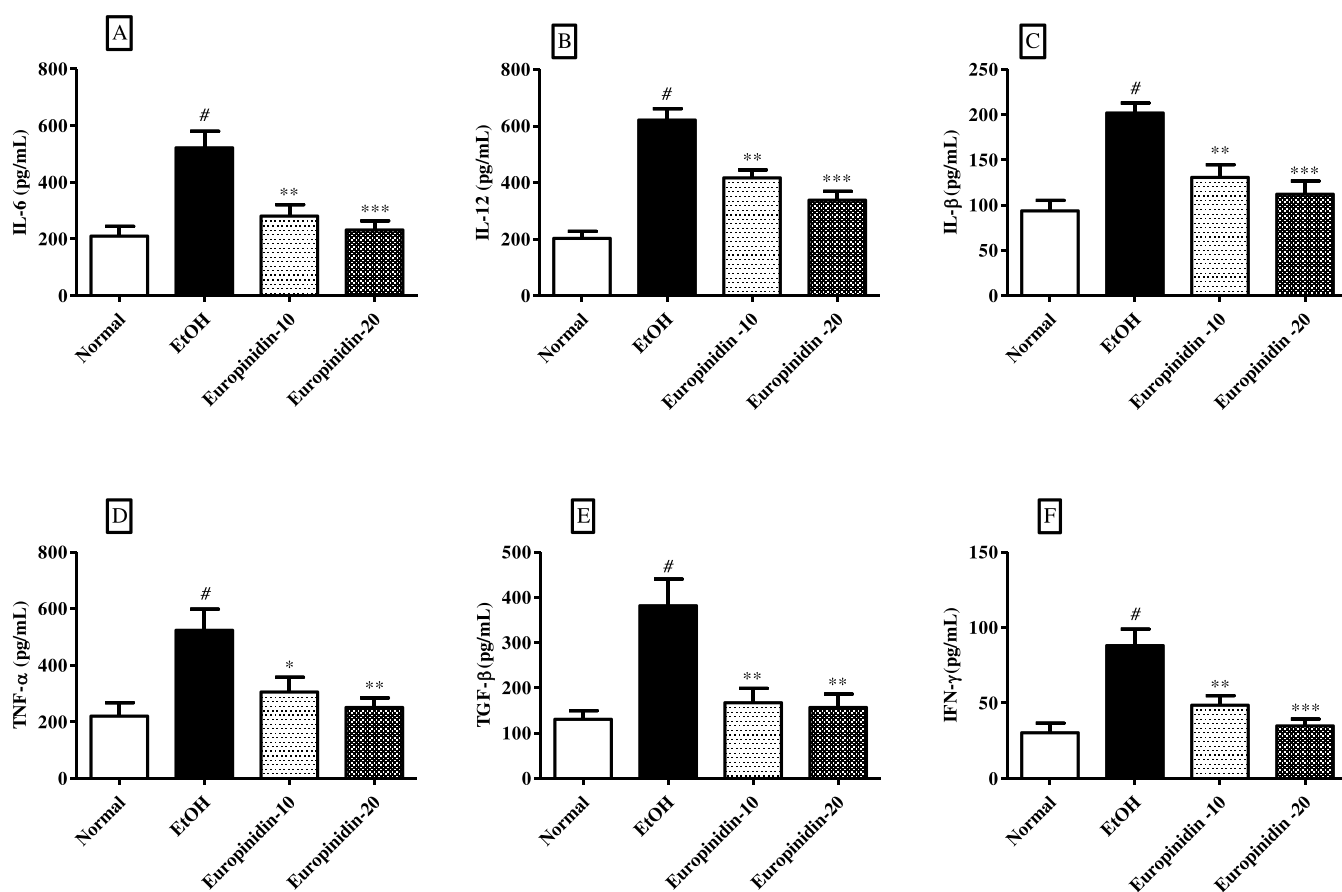 A
IL-6 (pg/mL)
800
600
400
200
0
#
**
***
Normal
EtOH
Europinidin-10
Europinidin-20
B
IL-12 (pg/mL)
800
600
400
200
0
#
**
***
Normal
EtOH
Europinidin-10
Europinidin-20
C
IL-β (pg/mL)
250
200
150
100
50
0
#
**
***
Normal
EtOH
Europinidin -10
Europinidin -20
D
TNF-α (pg/mL)
800
600
400
200
0
#
*
**
Normal
EtOH
Europinidin-10
Europinidin-20
E
TGF-β (pg/mL)
500
400
300
200
100
0
#
**
**
Normal
EtOH
Europinidin-10
Europinidin-20
F
IFN-γ (pg/mL)
150
100
50
0
#
**
***
Normal
EtOH
Europinidin -10
Europinidin -20